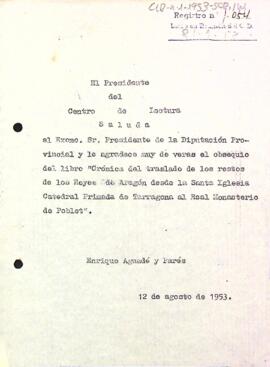 Registro nº 1.054
El Presidente
del
Centro de Lectura
Saluda
al Excmo. Sr. Presidente de la Diputación Pro-
vincial y le agradece muy de veras el obsequio
del libro "Crónica del traslado de los restos
de los Reyes de Aragón desde la Santa Iglesia
Catedral Primada de Tarragona al Real Monasterio
de Poblet".
Enrique Aguadé y Parés
12 de agosto de 1953.